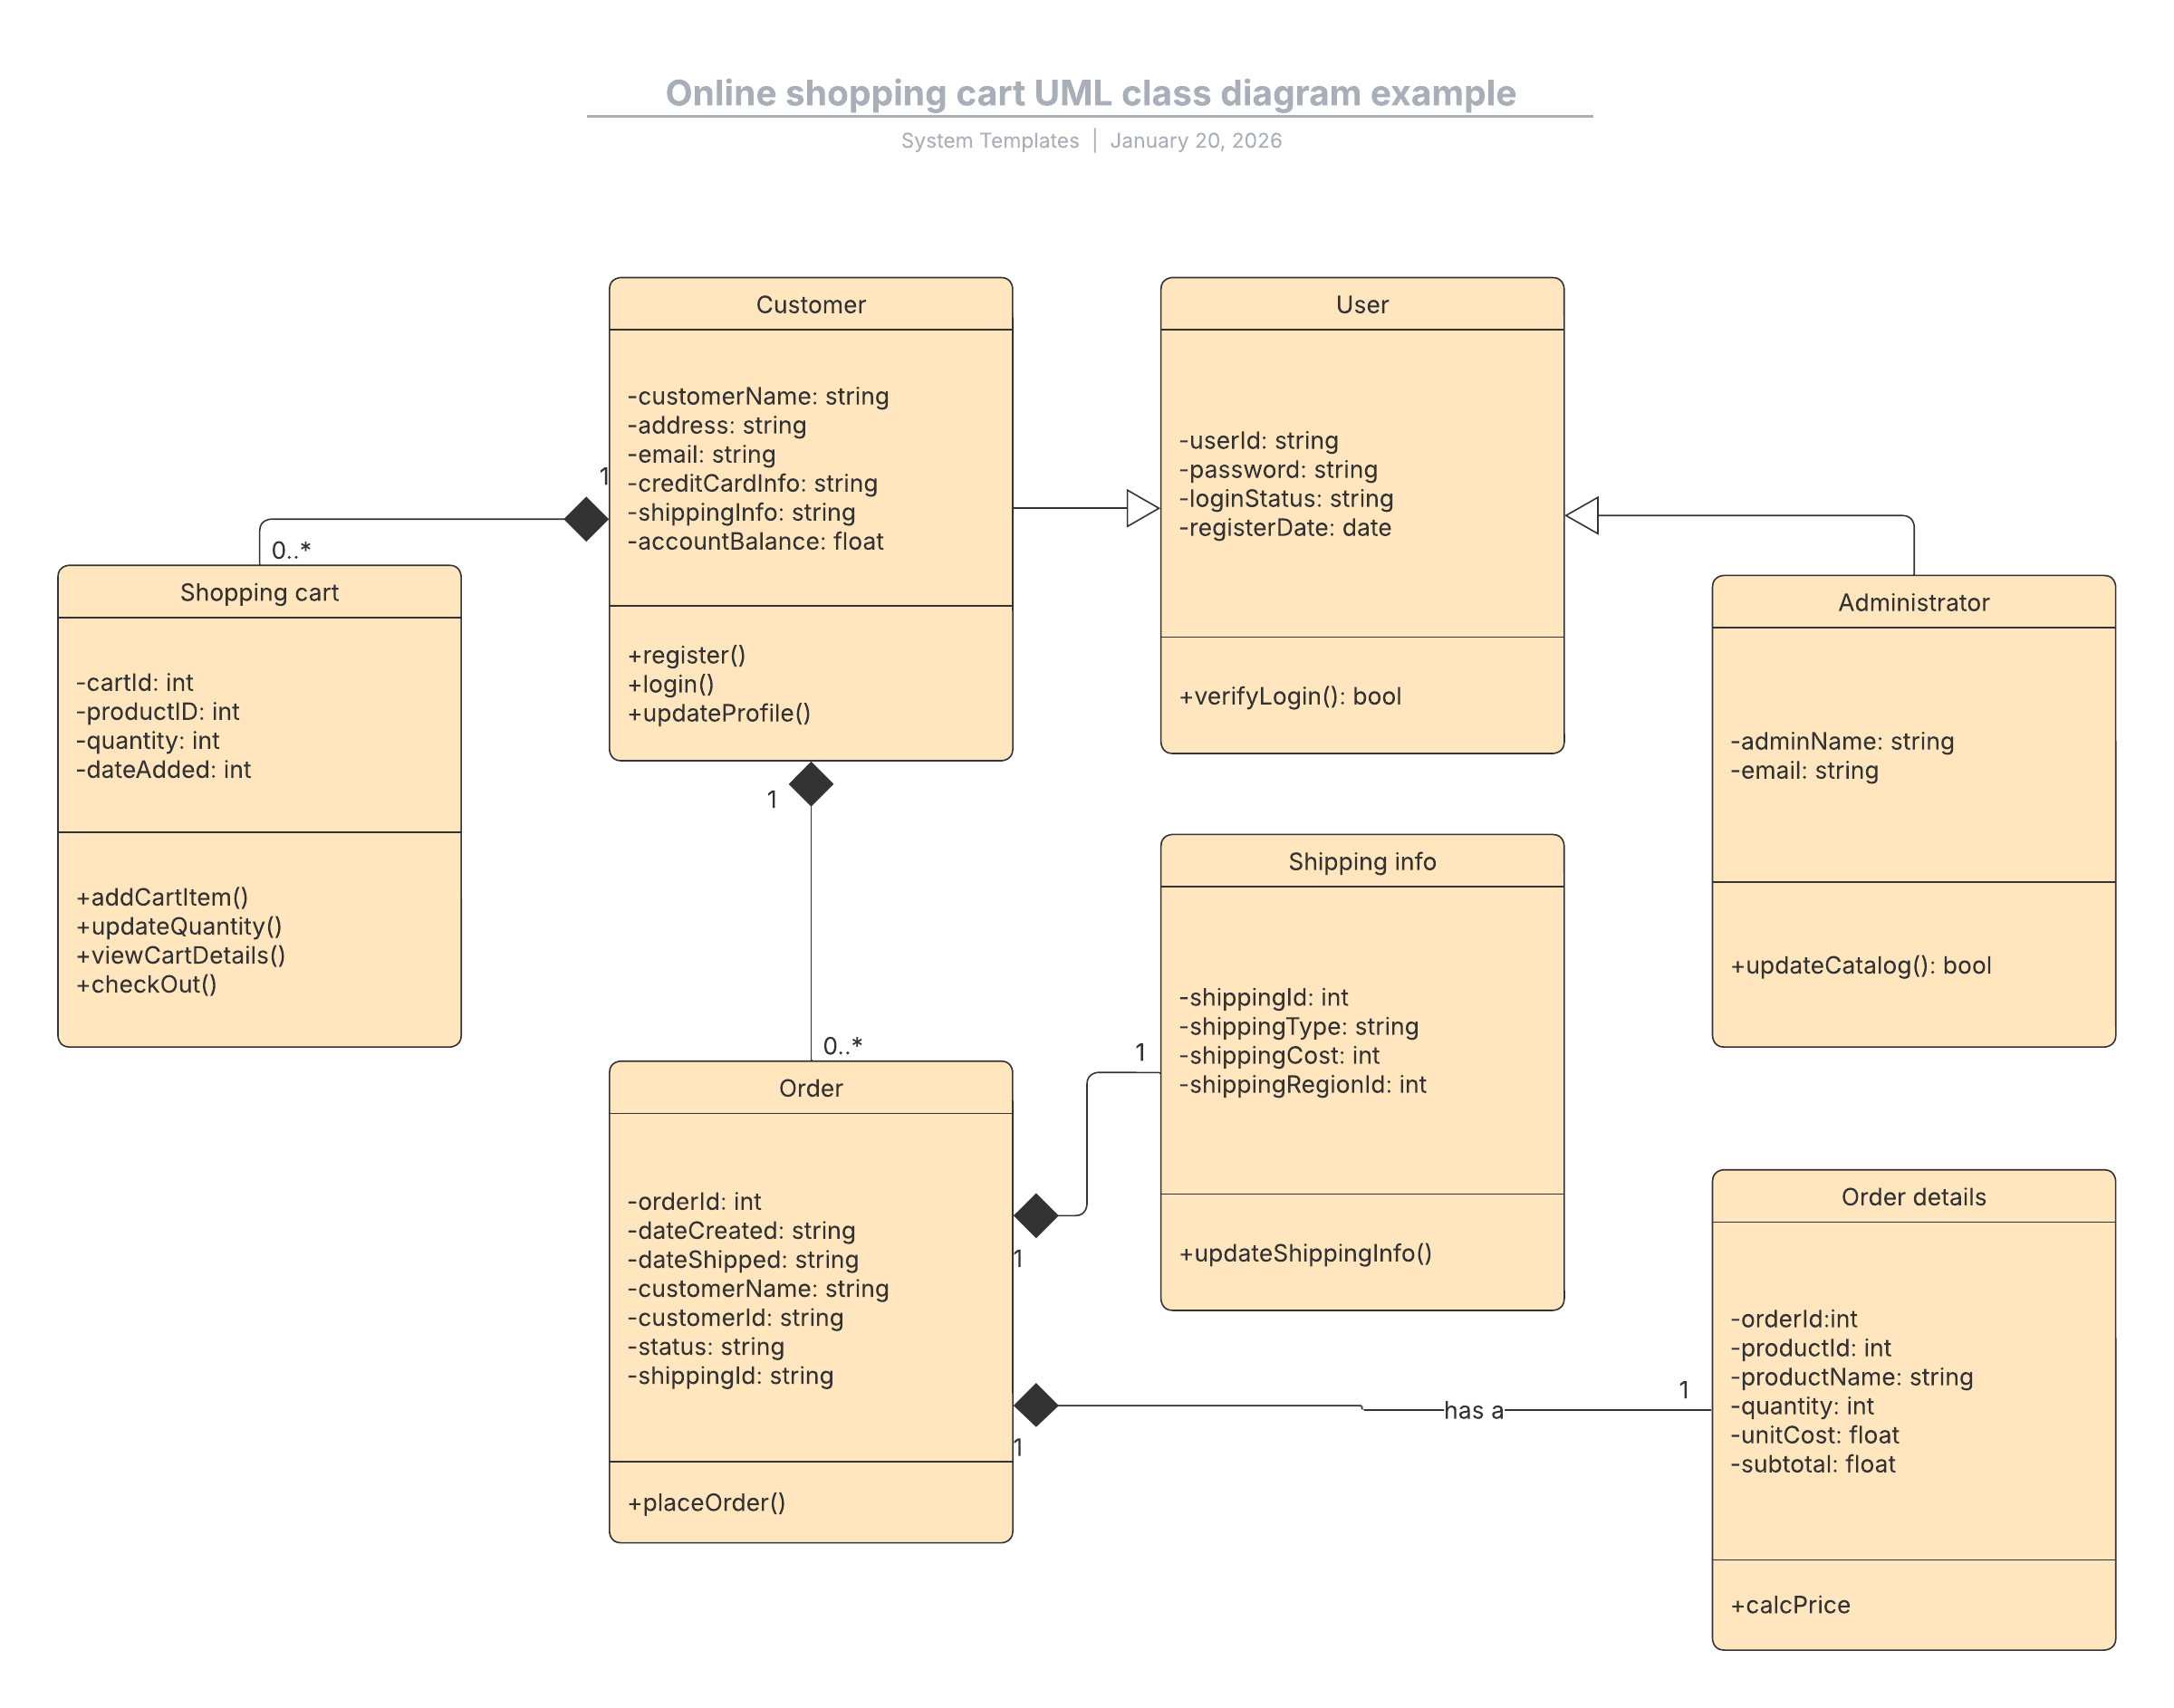 Online shopping cart UML class diagram example
System Templates | January 20, 2026
Customer
-customerName: string
-address: string
-email: string
-creditCardInfo: string
-shippingInfo: string
-accountBalance: float
+register()
+login()
+updateProfile()
User
-userId: string
-password: string
-loginStatus: string
-registerDate: date
+verifyLogin(): bool
1
0..*
Shopping cart
-cartId: int
-productID: int
-quantity: int
-dateAdded: int
+addCartItem()
+updateQuantity()
+viewCartDetails()
+checkOut()
Administrator
-adminName: string
-email: string
+updateCatalog(): bool
1
0..*
Shipping info
-shippingId: int
-shippingType: string
-shippingCost: int
-shippingRegionId: int
+updateShippingInfo()
Order
-orderId: int
-dateCreated: string
-dateShipped: string
-customerName: string
-customerId: string
-status: string
-shippingId: string
+placeOrder()
1
1
1
has a
1
Order details
-orderId:int
-productId: int
-productName: string
-quantity: int
-unitCost: float
-subtotal: float
+calcPrice